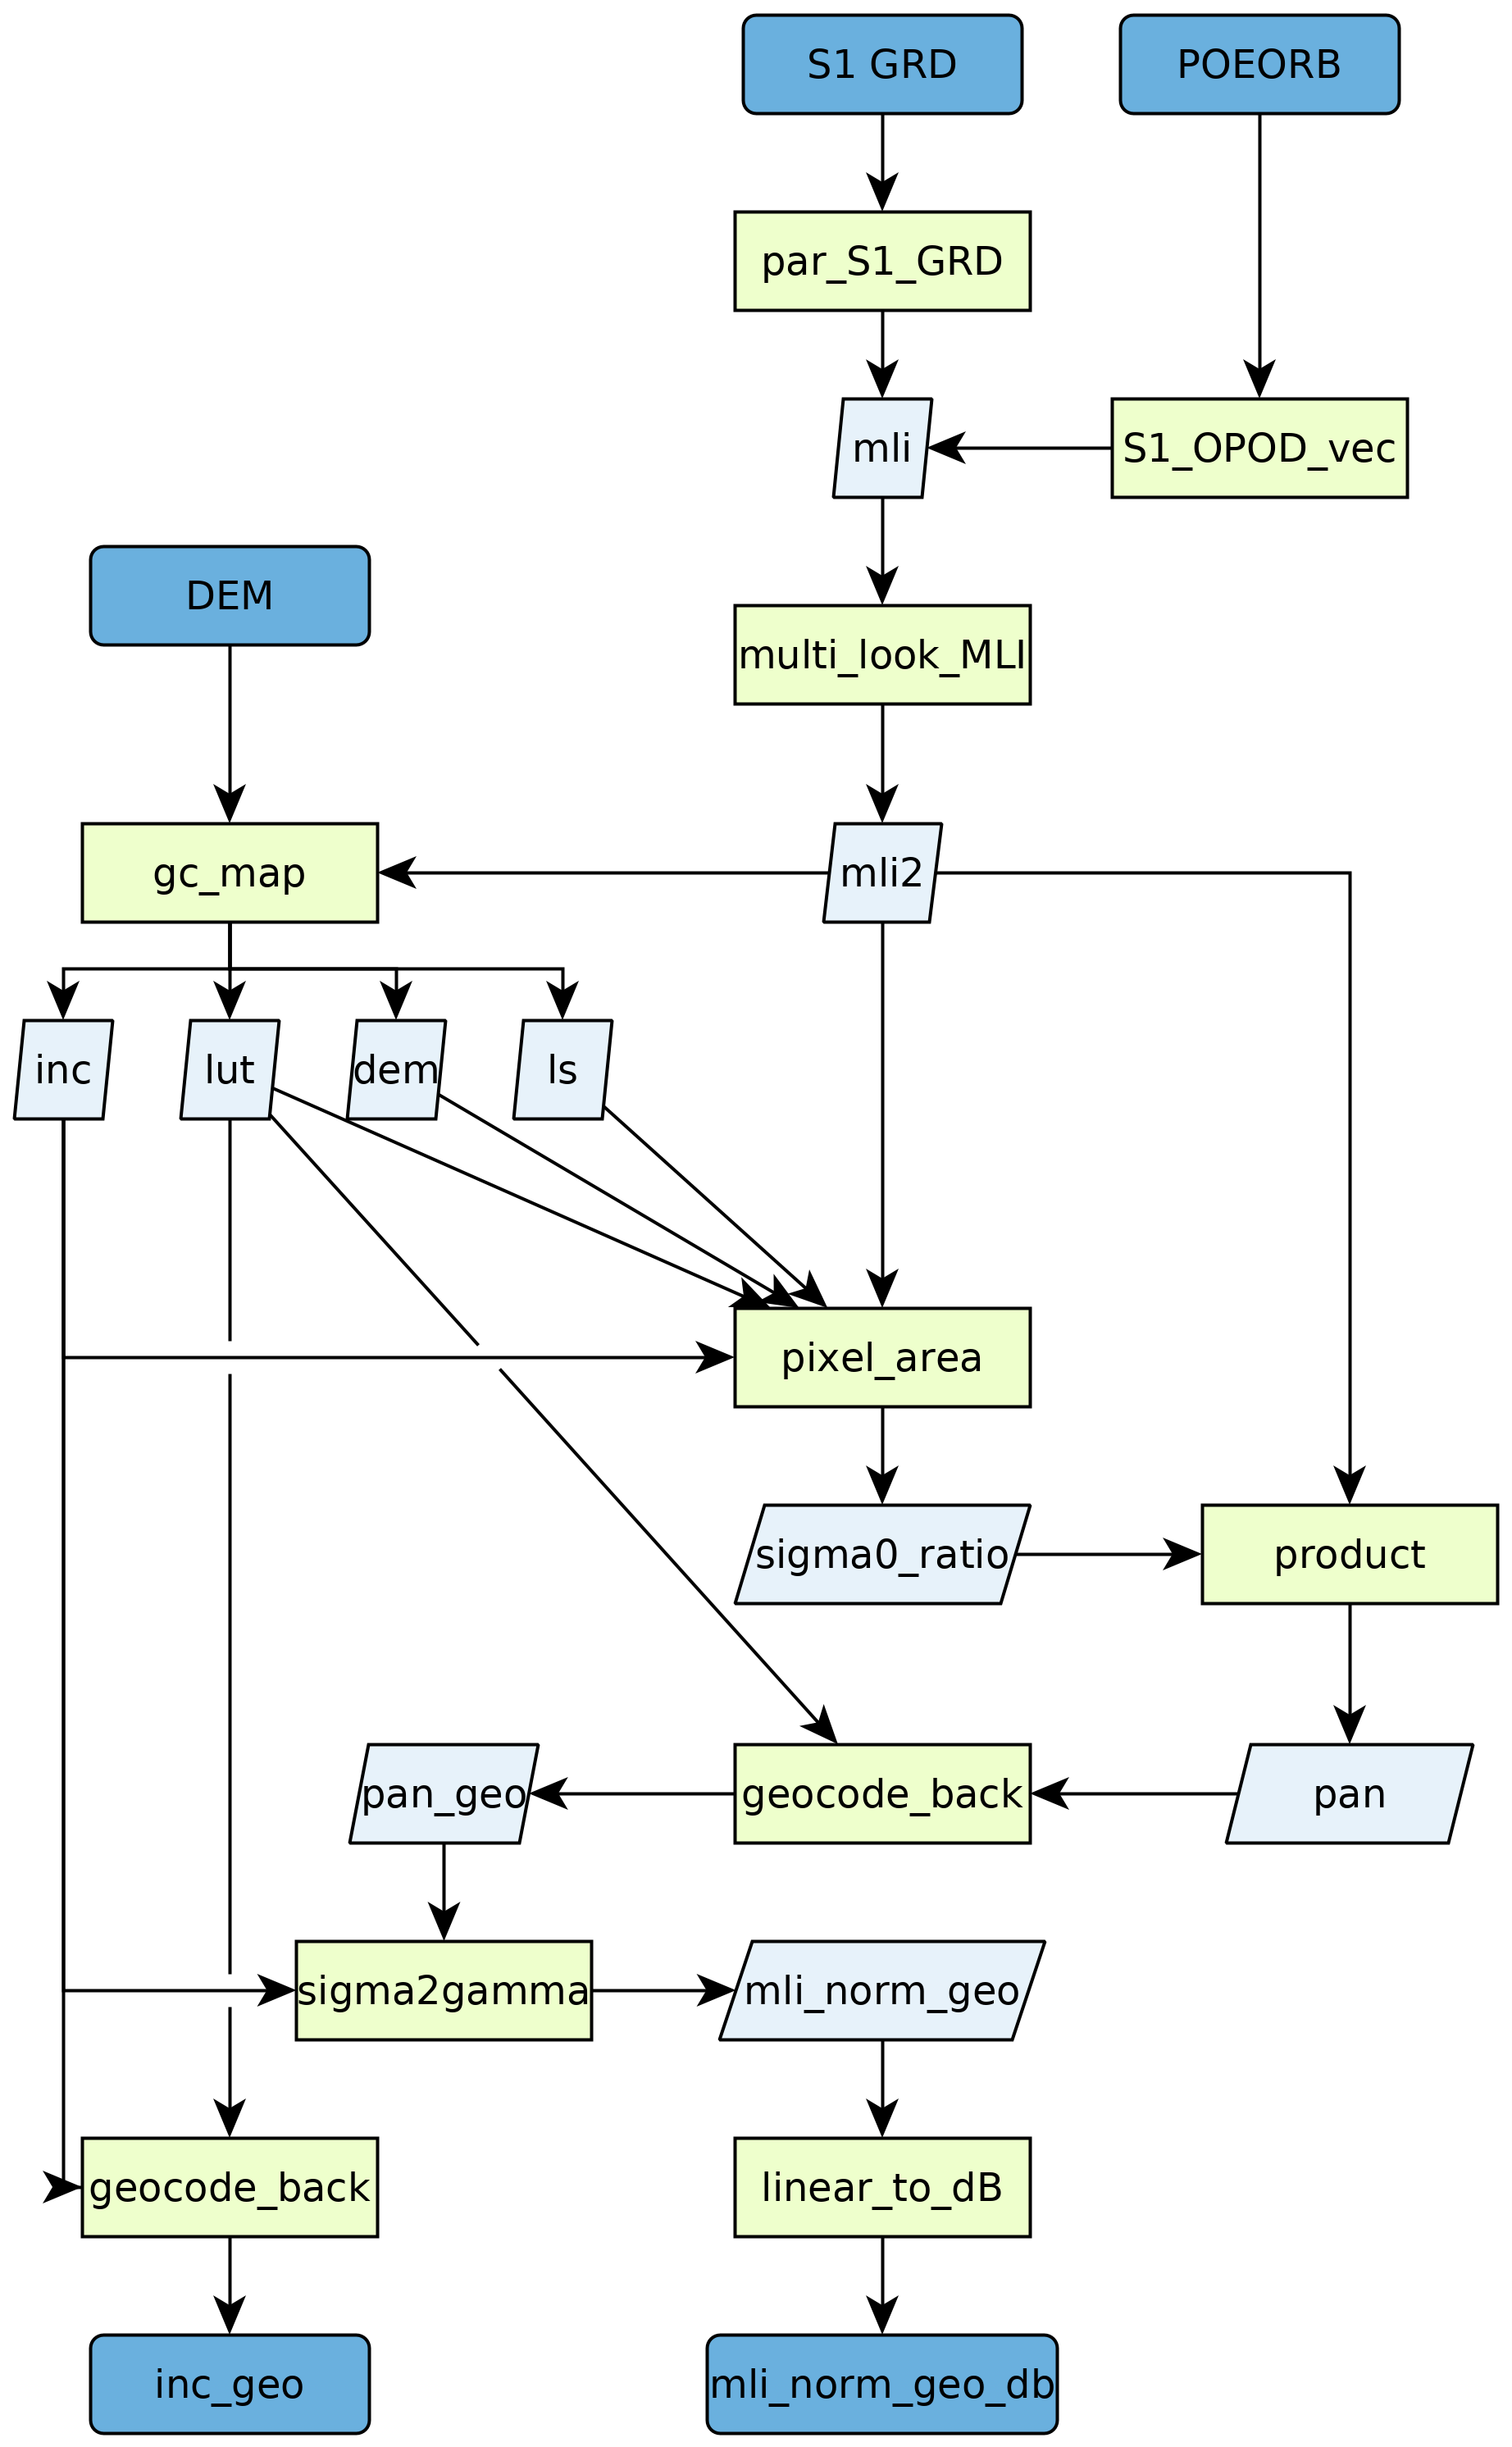 S1 GRD
POEORB
par_S1_GRD
mli
S1_OPOD_vec
DEM
multi_look_MLI
gc_map
mli2
inc
lut
dem
ls
pixel_area
sigma0_ratio
product
pan_geo
geocode_back
pan
sigma2gamma
mli_norm_geo
geocode_back
linear_to_dB
inc_geo
mli_norm_geo_db